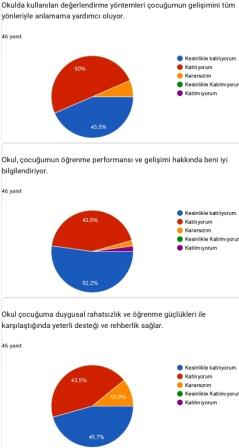 Okulda kullanılan değerlendirme yöntemleri çocuğumun gelişimini tüm
yönleriyle anlamama yardımcı oluyor.
46 yanıt
50%
43,5%
Kesinlikle katılıyorum.
Katılıyorum
Kararsızım
Kesinlikle Katılmıyorum
Katılmıyorum
Okul, çocuğumun öğrenme performansı ve gelişimi hakkında beni iyi
bilgilendiriyor.
46 yanıt
43,5%
52,2%
Kesinlikle katılıyorum.
Katılıyorum
Kararsızım
Kesinlikle Katılmıyorum
Katılmıyorum
Okul çocuğuma duygusal rahatsızlık ve öğrenme güçlükleri ile
karşılaştığında yeterli desteği ve rehberlik sağlar.
46 yanıt
43,5%
10,9%
45,7%
Kesinlikle katılıyorum.
Katılıyorum
Kararsızım
Kesinlikle Katılmıyorum
Katılmıyorum